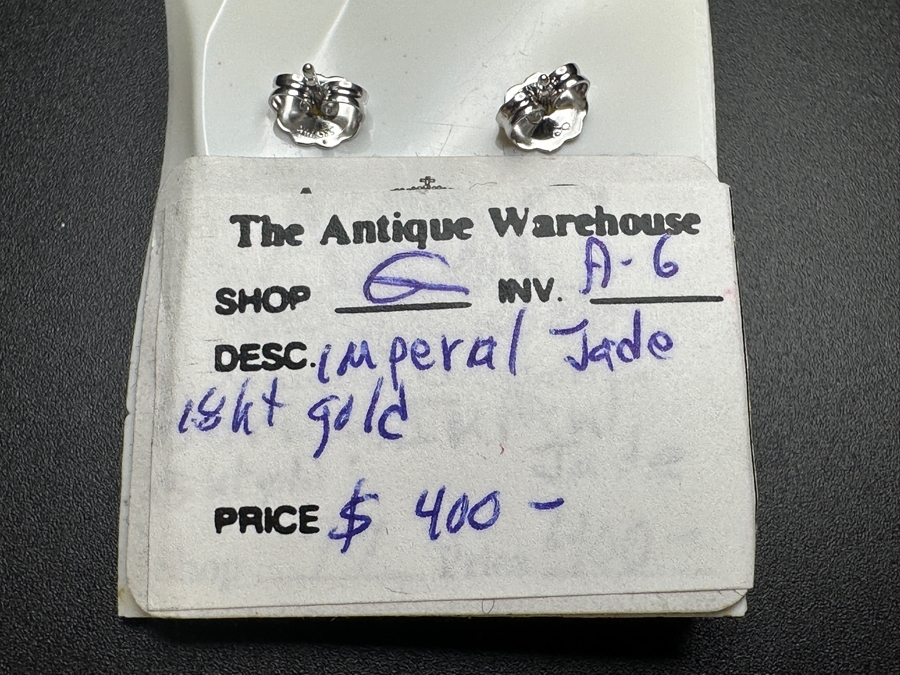 The Antique Warehouse
SHOP G INV. A-6
DESC. imperal Jade
18kt gold
PRICE $ 400 -